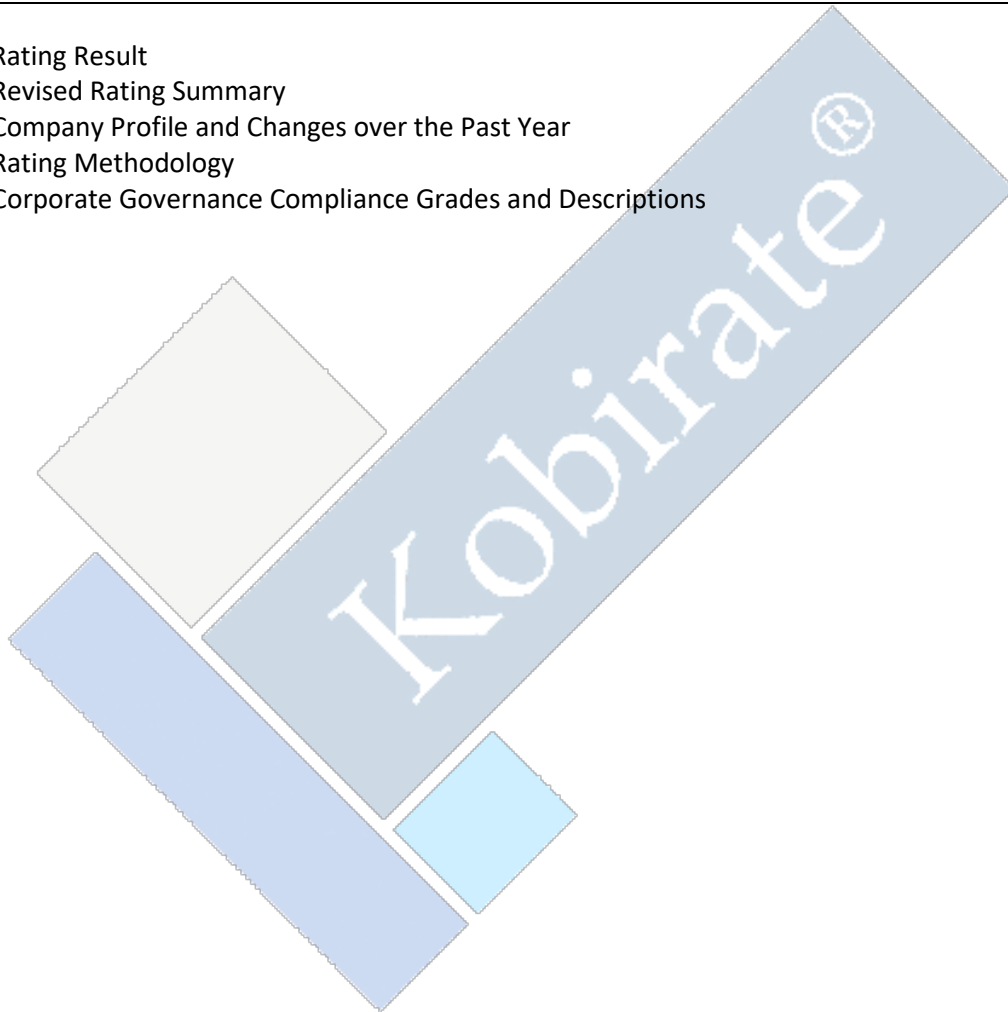 Rating Result
Revised Rating Summary
Company Profile and Changes over the Past Year
Rating Methodology
Corporate Governance Compliance Grades and Descriptions
Kobirate ®